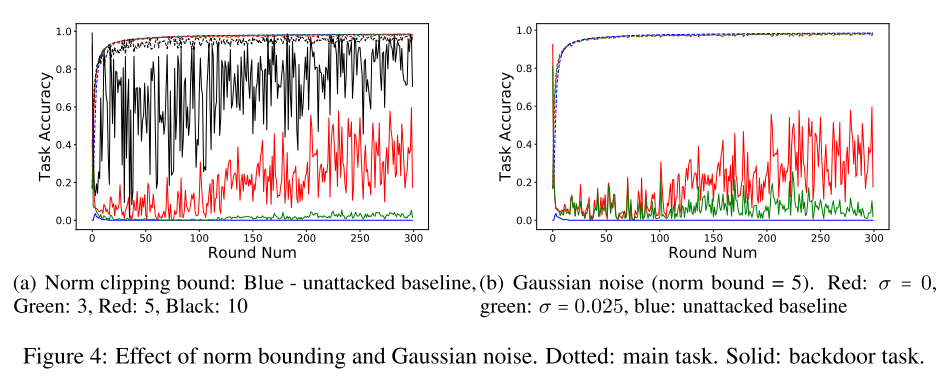 1.0
0.8
0.6
0.4
0.2
0.0
Task Accuracy
0 50 100 150 200 250 300
Round Num
1.0
0.8
0.6
0.4
0.2
0.0
Task Accuracy
0 50 100 150 200 250 300
Round Num
(a) Norm clipping bound: Blue - unattacked baseline,
Green: 3, Red: 5, Black: 10
(b) Gaussian noise (norm bound = 5). Red: σ = 0,
green: σ = 0.025, blue: unattacked baseline
Figure 4: Effect of norm bounding and Gaussian noise. Dotted: main task. Solid: backdoor task.